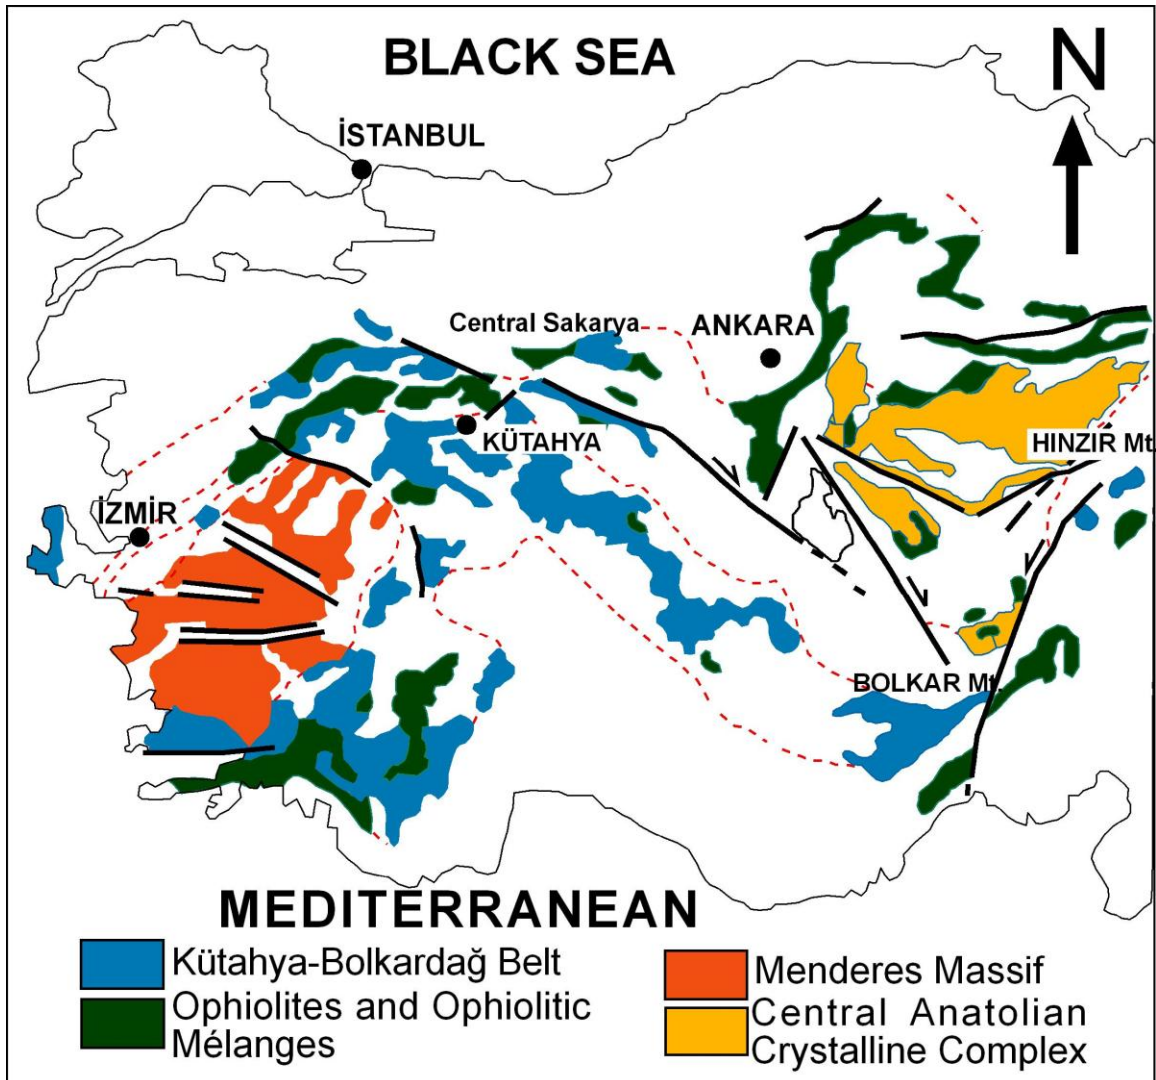 BLACK SEA
N
İSTANBUL
Central Sakarya
ANKARA
KÜTAHYA
HINZIR Mt.
İZMİR
BOLKAR Mt.
MEDITERRANEAN
Kütahya-Bolkardağ Belt
Ophiolites and Ophiolitic
Mélanges
Menderes Massif
Central Anatolian
Crystalline Complex